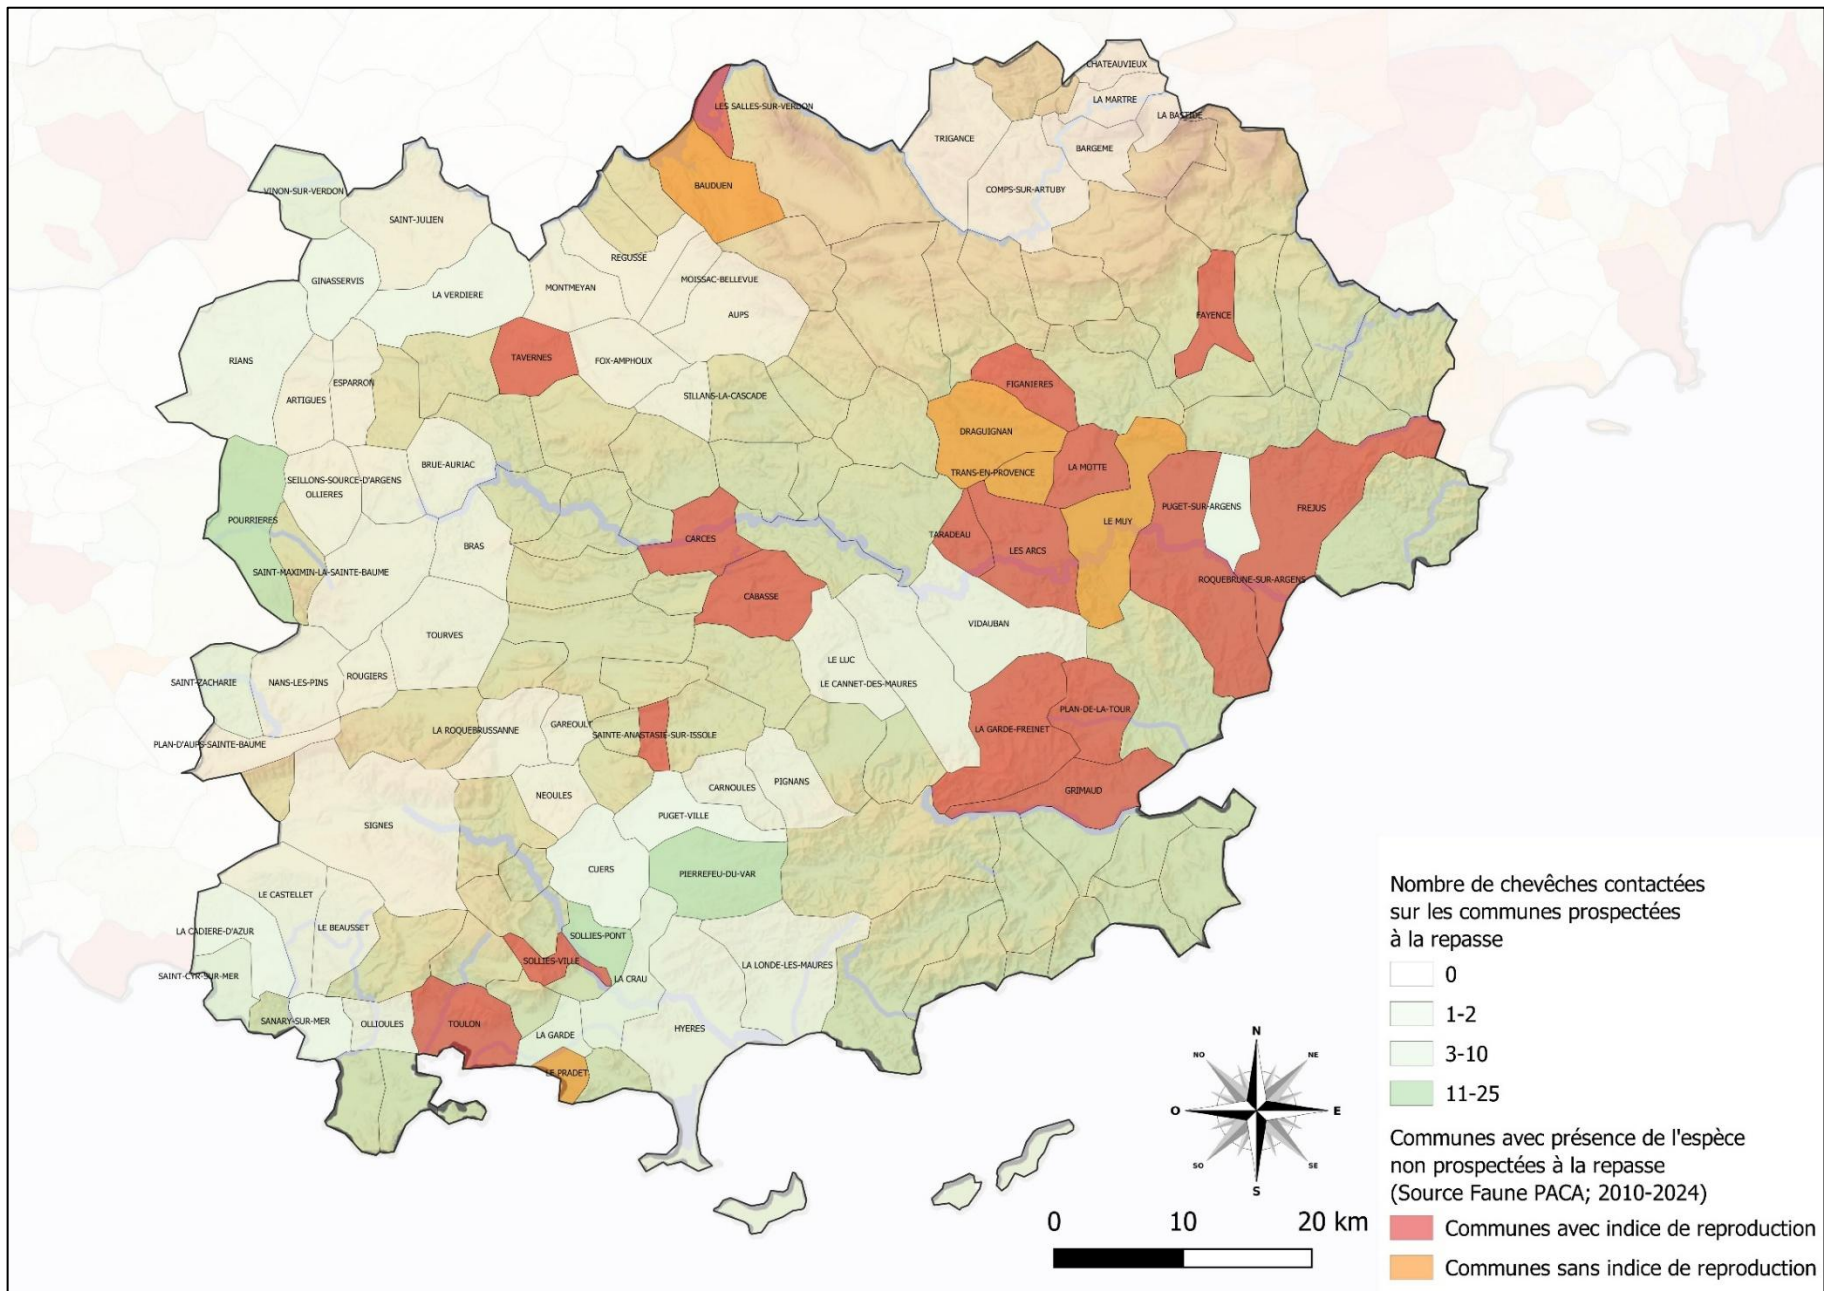 CHATEAUVIEUX
LES SALLES-SUR-VERDON
LA MARTRE
LA BASTIDE
TRIGANCE
BARGEME
BAUDUEN
VINON-SUR-VERDON
COMPS-SUR-ARTUBY
SAINT-JULIEN
REGUSSE
MOISSAC-BELLEVUE
GINASSERVIS
MONTMEYAN
LA VERDIERE
AUPS
FAYENCE
TAVERNES
RIANS
FOX-AMPHOUX
ESPARRON
FIGANIERES
ARTIGUES
SILLANS-LA-CASCADE
DRAGUIGNAN
BRUE-AURIAC
LA MOTTE
TRANS-EN-PROVENCE
SEILLONS-SOURCE-D'ARGENS
OLLIERES
PUGET-SUR-ARGENS
FREJUS
POURRIERES
LE MUY
TARADEAU
CARCES
BRAS
LES ARCS
SAINT-MAXIMIN-LA-SAINTE-BAUME
ROQUEBRUNE-SUR-ARGENS
CABASSE
VIDAUBAN
TOURVES
LE LUC
ROUGIERS
SAINT-ZACHARIE
NANS-LES-PINS
LE CANNET-DES-MAURES
PLAN-DE-LA-TOUR
GAREOULT
LA ROQUEBRUSSANNE
LA GARDE-FREINET
SAINTE-ANASTASIE-SUR-ISSOLE
PLAN-D'AUPS-SAINTE-BAUME
PIGNANS
CARNOULES
GRIMAUD
NEOULES
PUGET-VILLE
SIGNES
CUERS
PIERREFEU-DU-VAR
LE CASTELLET
LE BEAUSSET
LA CADIERE-D'AZUR
SOLLIES-PONT
SOLLIES-VILLE
LA LONDE-LES-MAURES
SAINT-CYR-SUR-MER
LA CRAU
SANARY-SUR-MER
OLLIOULES
TOULON
HYERES
LA GARDE
LE PRADET
N
NO
NE
O
E
SO
SE
S
0 10 20 km
Nombre de chevêches contactées
sur les communes prospectées
à la repasse
0
1-2
3-10
11-25
Communes avec présence de l'espèce
non prospectées à la repasse
(Source Faune PACA; 2010-2024)
Communes avec indice de reproduction
Communes sans indice de reproduction